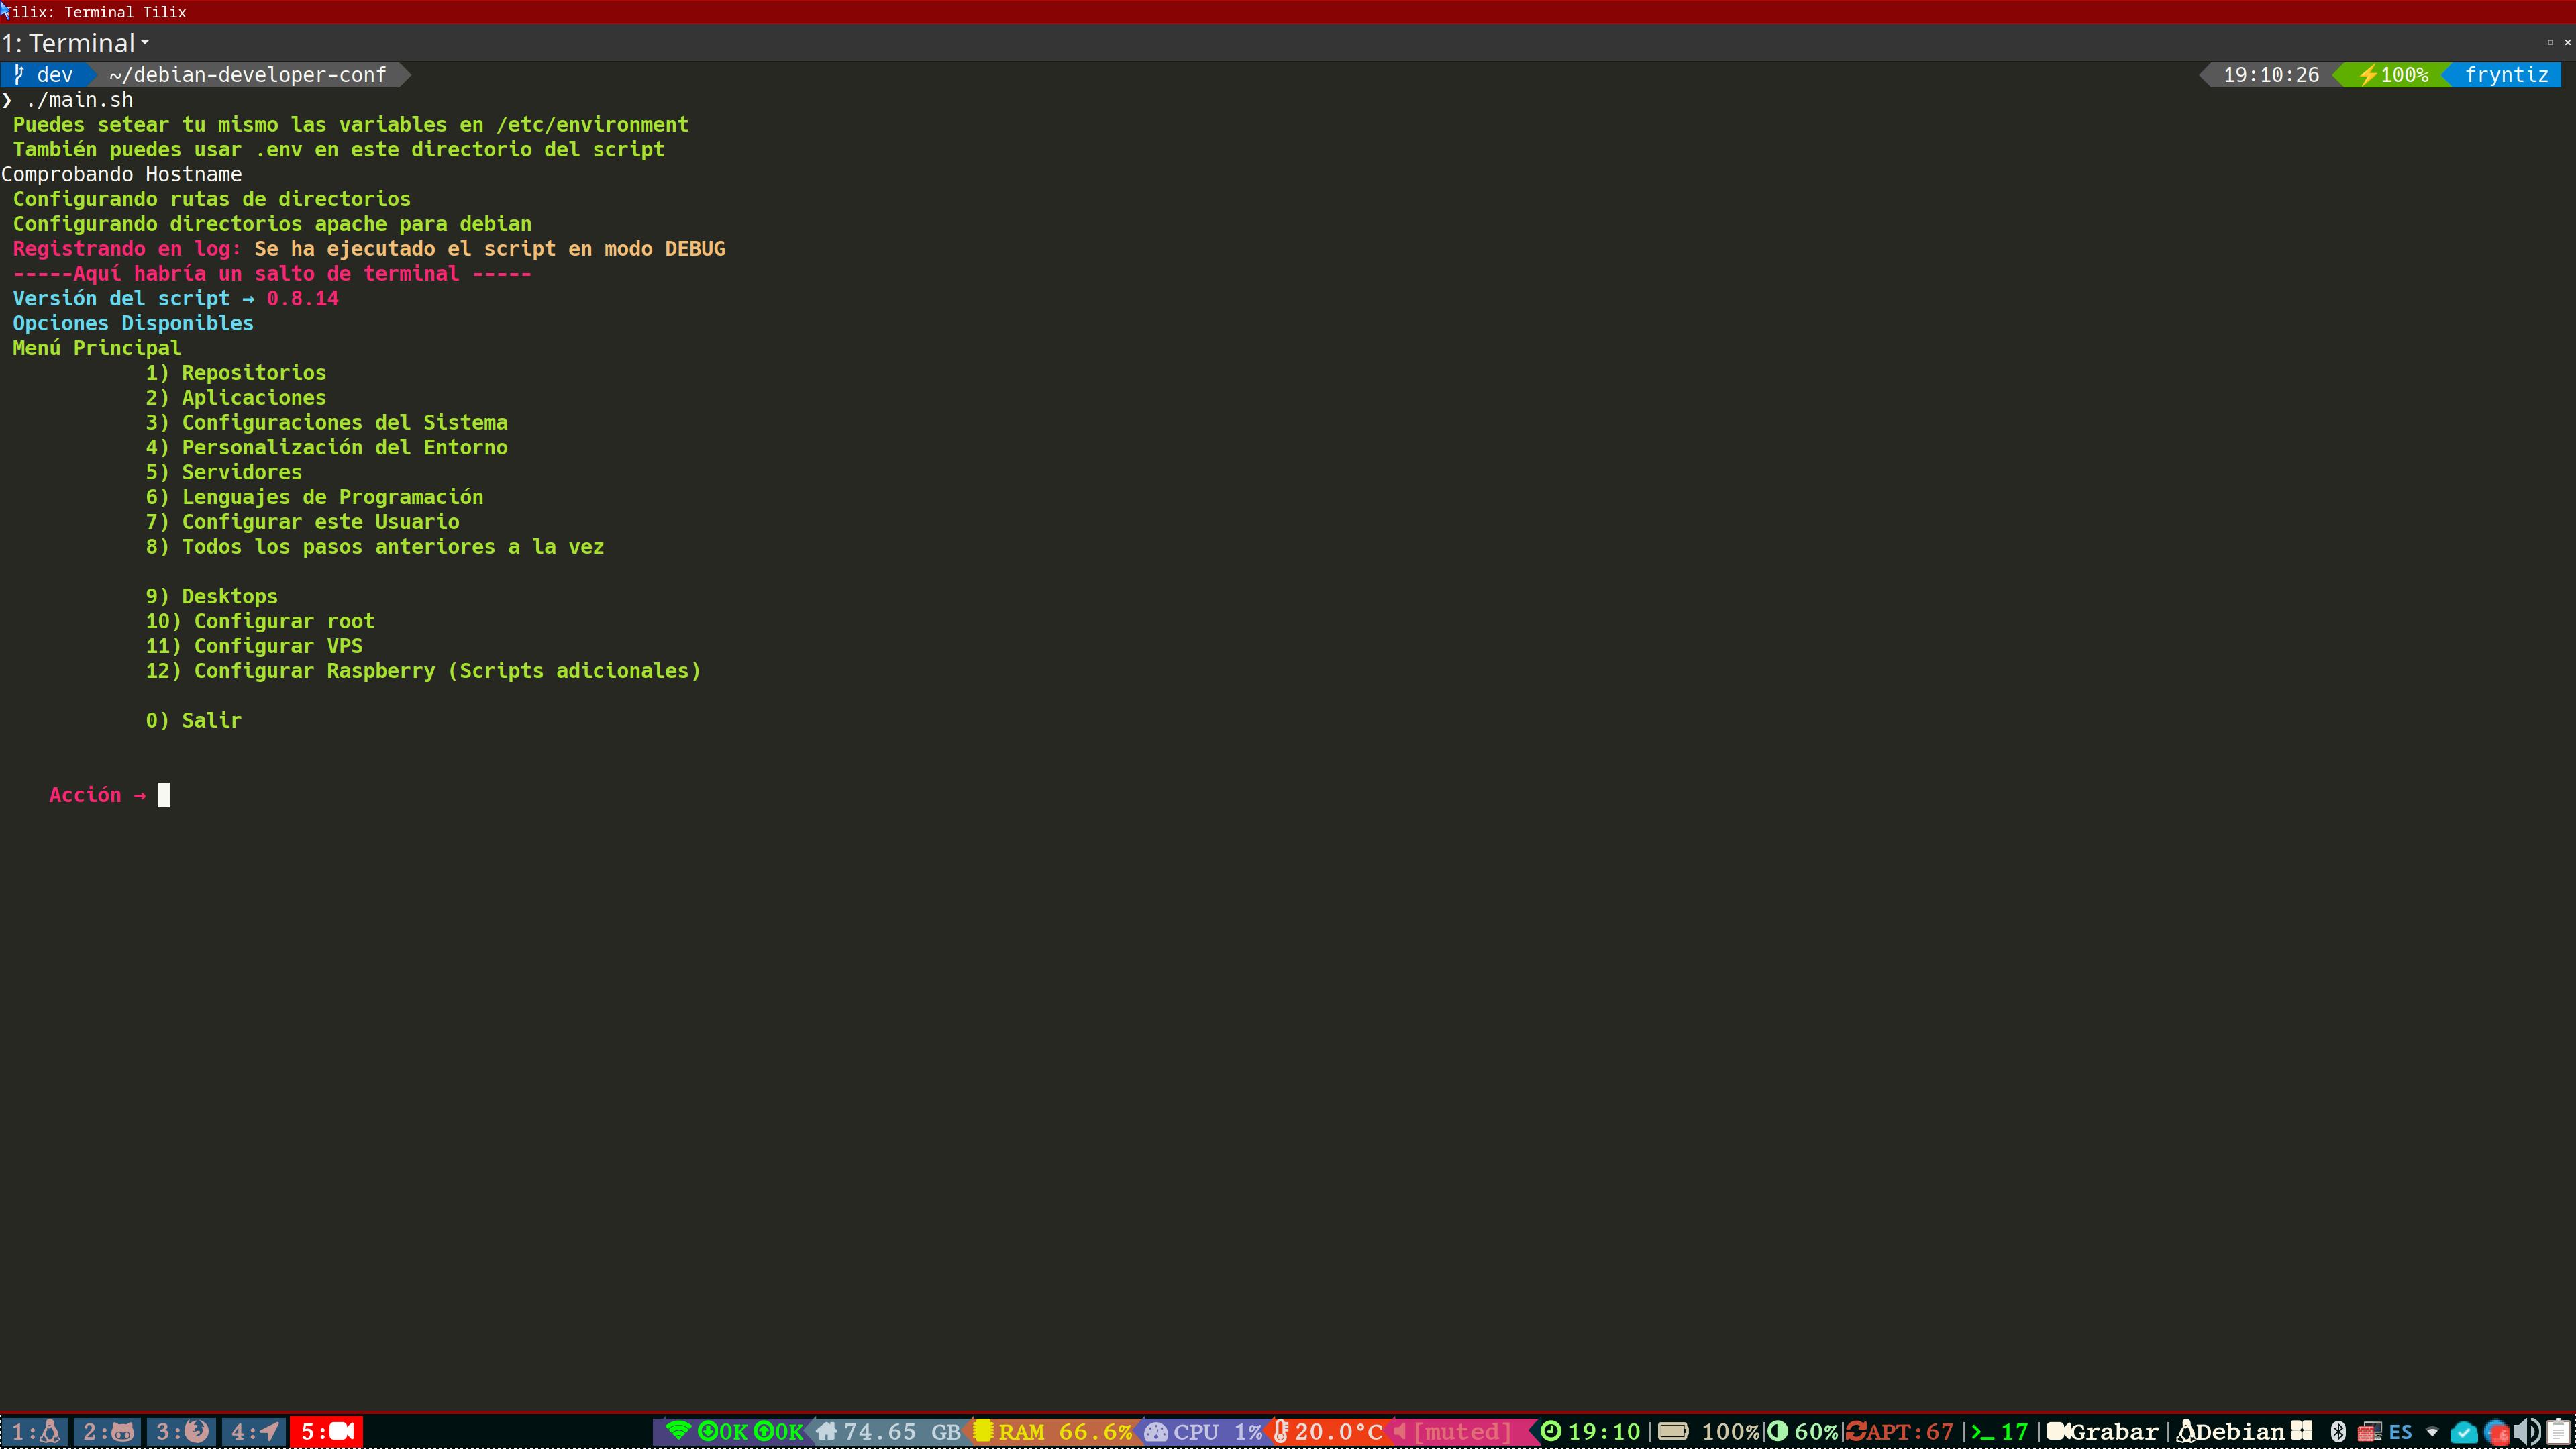 Tilix: Terminal Tilix
1: Terminal
dev ~/debian-developer-conf 19:10:26 ⚡100% fryntiz
❯ ./main.sh
Puedes setear tu mismo las variables en /etc/environment
También puedes usar .env en este directorio del script
Comprobando Hostname
Configurando rutas de directorios
Configurando directorios apache para debian
Registrando en log: Se ha ejecutado el script en modo DEBUG
-----Aquí habría un salto de terminal -----
Versión del script → 0.8.14
Opciones Disponibles
Menú Principal
1) Repositorios
2) Aplicaciones
3) Configuraciones del Sistema
4) Personalización del Entorno
5) Servidores
6) Lenguajes de Programación
7) Configurar este Usuario
8) Todos los pasos anteriores a la vez
9) Desktops
10) Configurar root
11) Configurar VPS
12) Configurar Raspberry (Scripts adicionales)
0) Salir
Acción →
1: 2: 3: 4: 5: 0K 0K 74.65 GB RAM 66.6% CPU 1% 20.0°C [muted] 19:10 | 100%| 60%| APT:67 | >_ 17 | Grabar | Debian ES